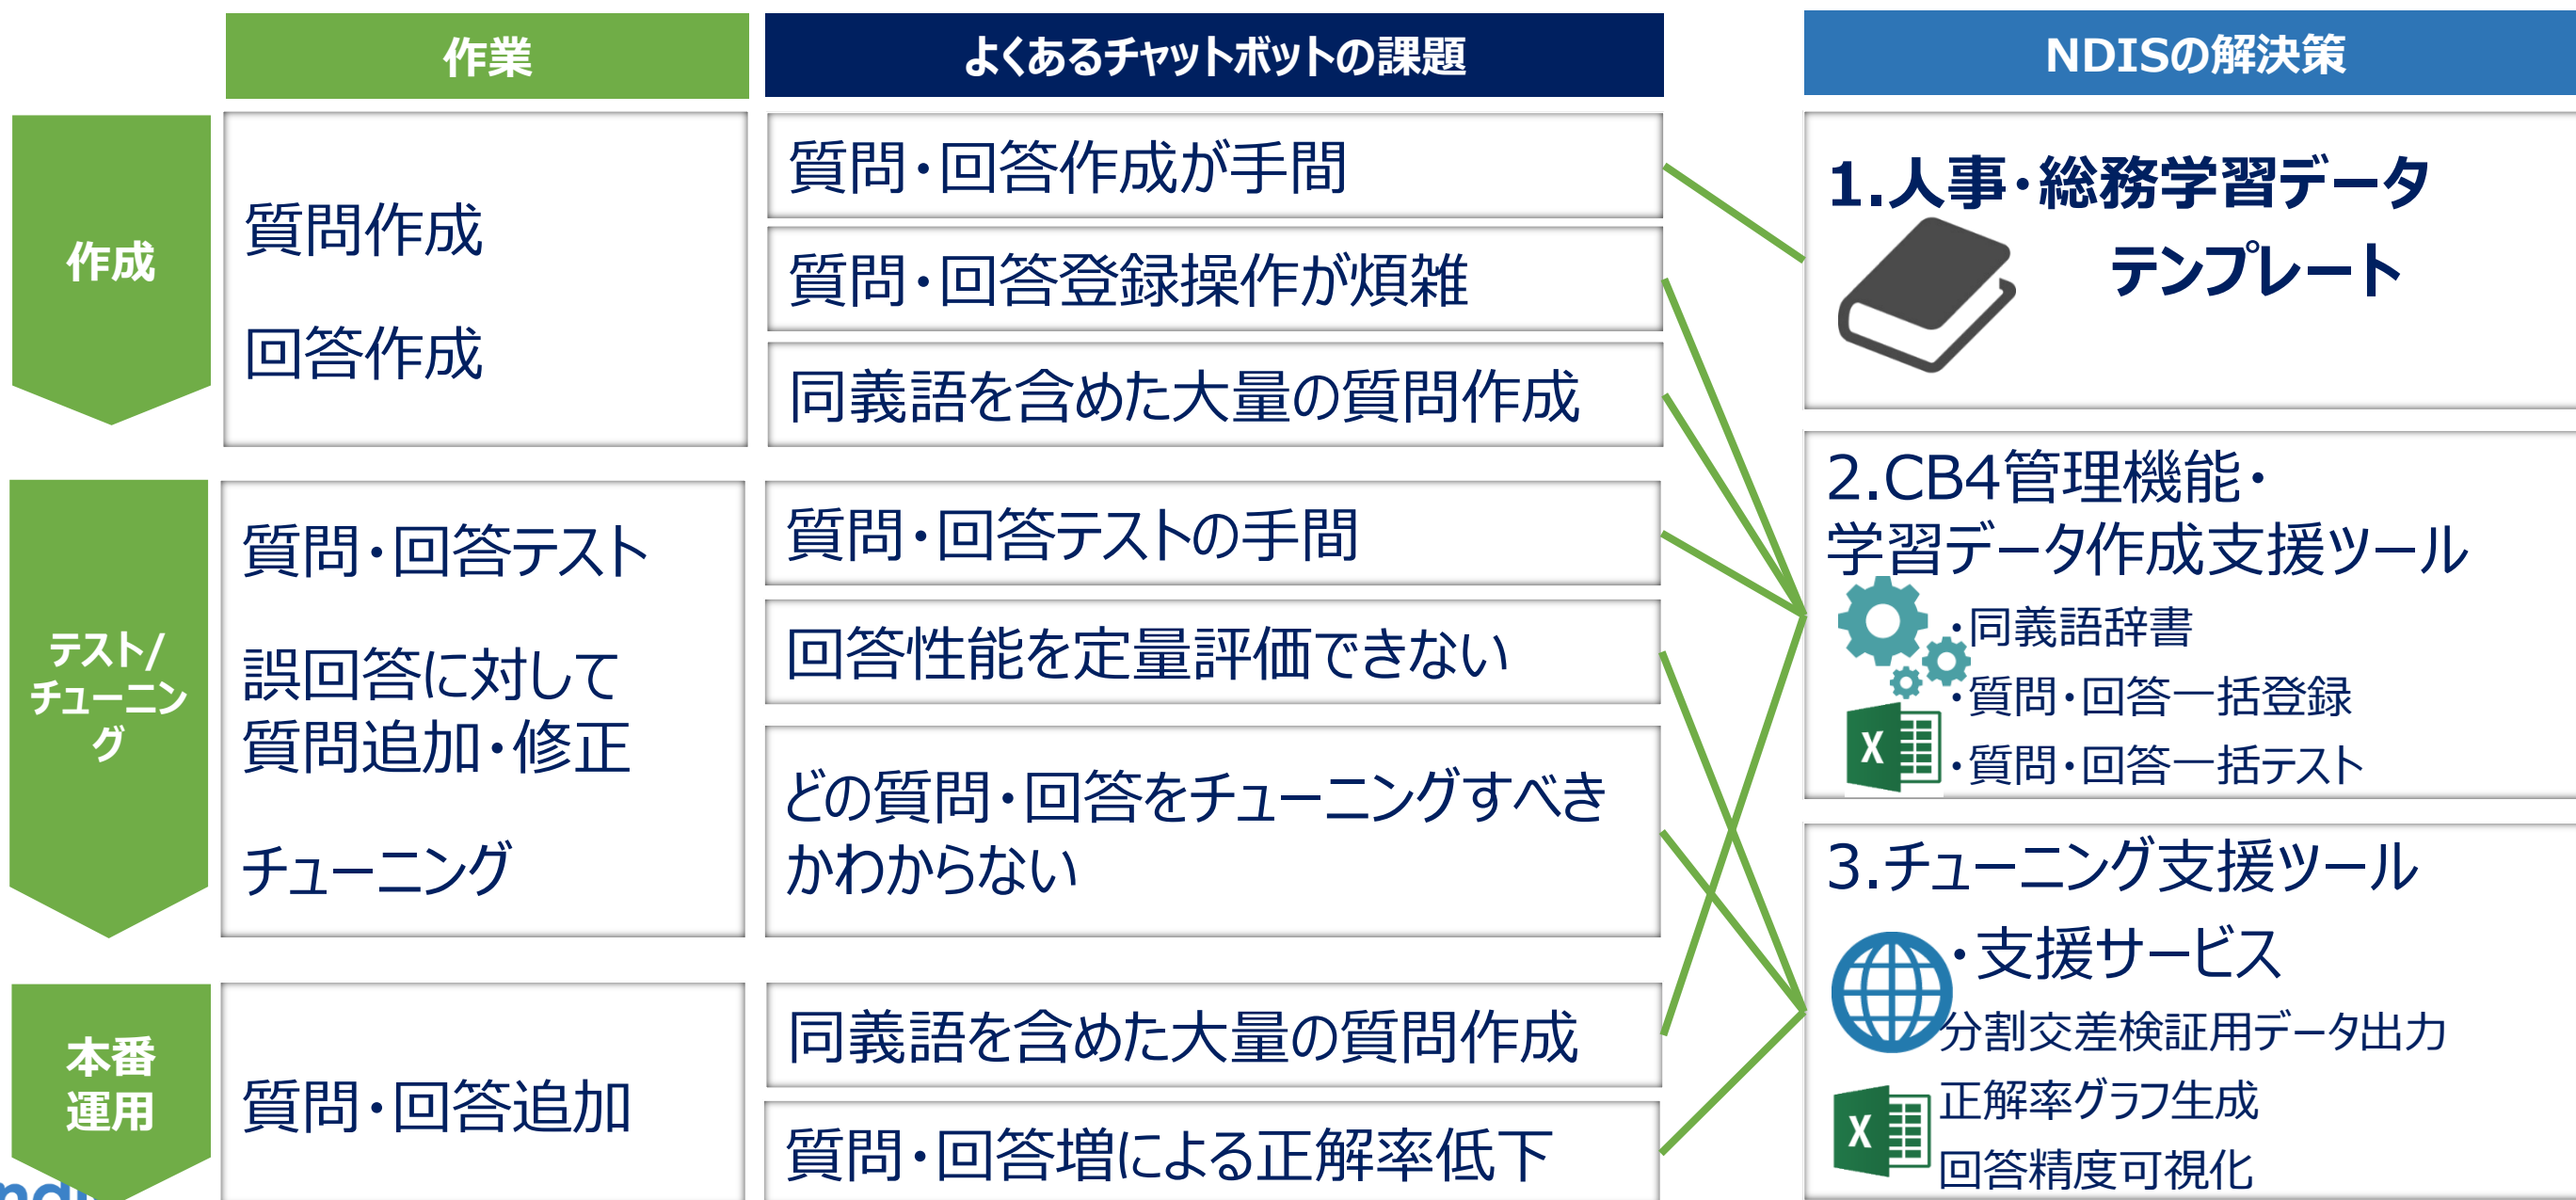 作業
よくあるチャットボットの課題
NDISの解決策
作成
質問作成
回答作成
質問・回答作成が手間
質問・回答登録操作が煩雑
同義語を含めた大量の質問作成
1.人事・総務学習データ
テンプレート
テスト/
チューニン
グ
質問・回答テスト
誤回答に対して
質問追加・修正
チューニング
質問・回答テストの手間
回答性能を定量評価できない
どの質問・回答をチューニングすべき
かわからない
2.CB4管理機能・
学習データ作成支援ツール
・同義語辞書
・質問・回答一括登録
・質問・回答一括テスト
本番
運用
質問・回答追加
同義語を含めた大量の質問作成
質問・回答増による正解率低下
3.チューニング支援ツール
・支援サービス
分割交差検証用データ出力
正解率グラフ生成
回答精度可視化